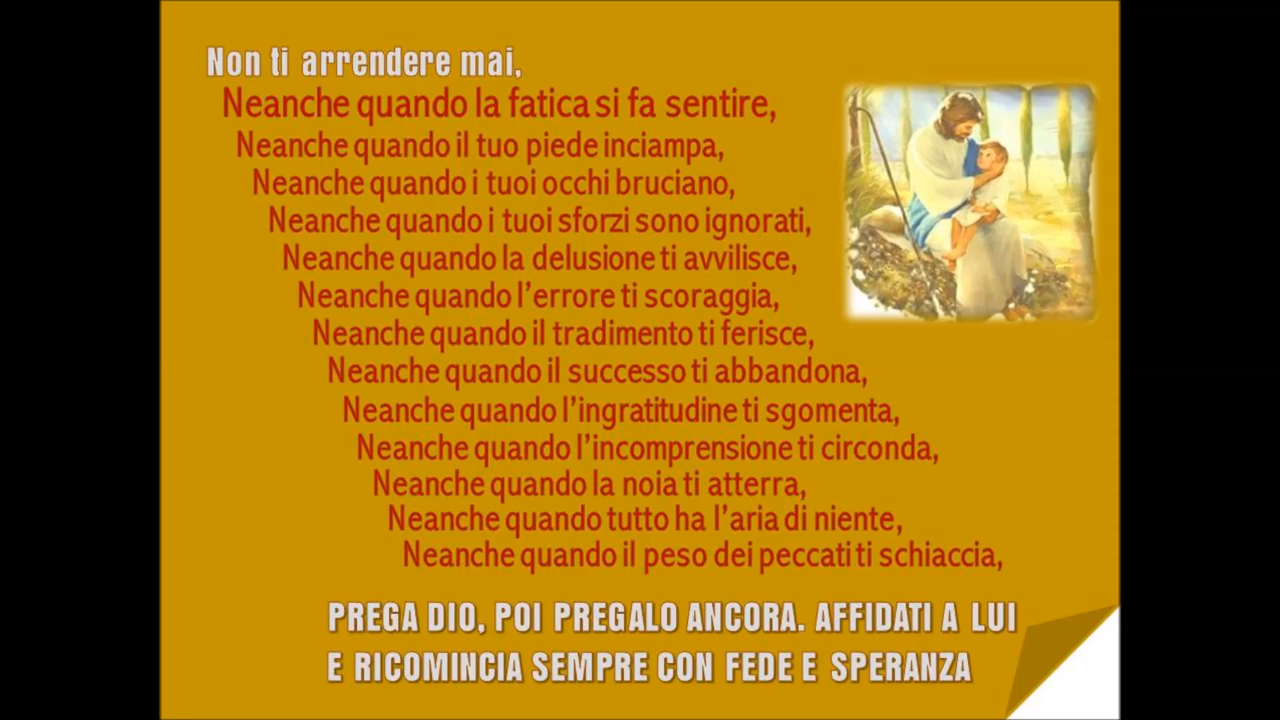 Non ti arrendere mai,
Neanche quando la fatica si fa sentire,
Neanche quando il tuo piede inciampa,
Neanche quando i tuoi occhi bruciano,
Neanche quando i tuoi sforzi sono ignorati,
Neanche quando la delusione ti avvilisce,
Neanche quando l’errore ti scoraggia,
Neanche quando il tradimento ti ferisce,
Neanche quando il successo ti abbandona,
Neanche quando l’ingratitudine ti sgomenta,
Neanche quando l’incomprensione ti circonda,
Neanche quando la noia ti atterra,
Neanche quando tutto ha l’aria di niente,
Neanche quando il peso dei peccati ti schiaccia,
PREGA DIO, POI PREGALO ANCORA. AFFIDATI A LUI
E RICOMINCIA SEMPRE CON FEDE E SPERANZA